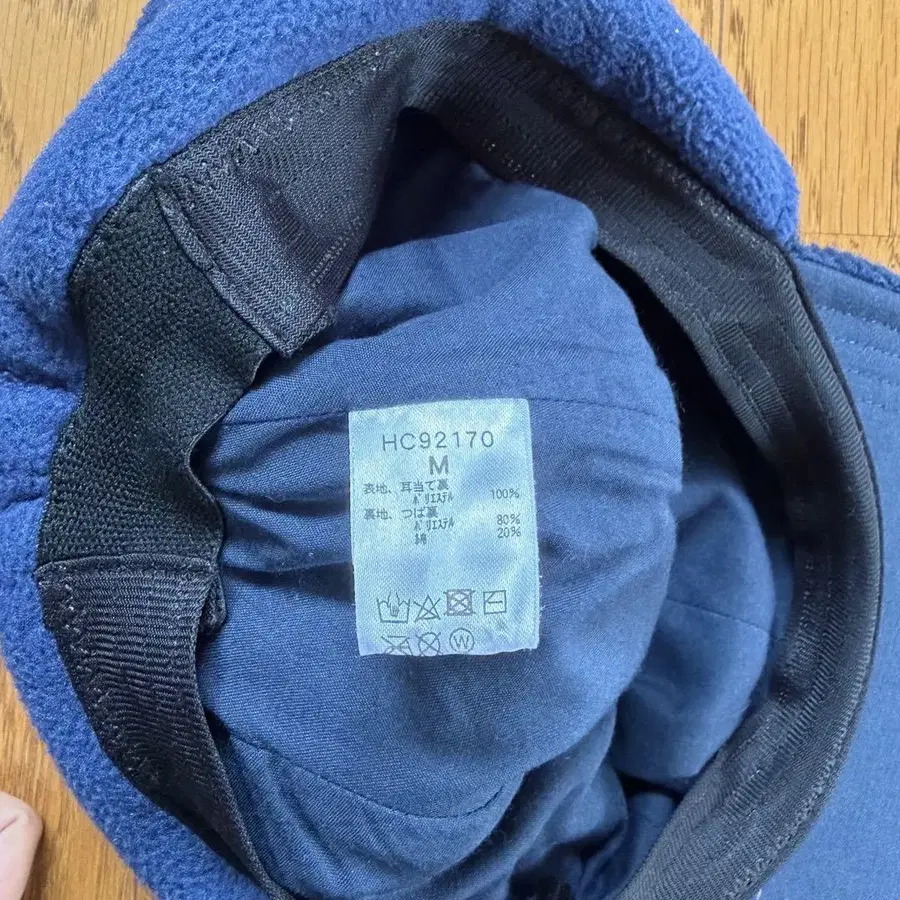 HC92170
M
表地、耳当て裏
ポリエステル 100%
裏地、つば裏
ポリエステル 80%
綿 20%
W